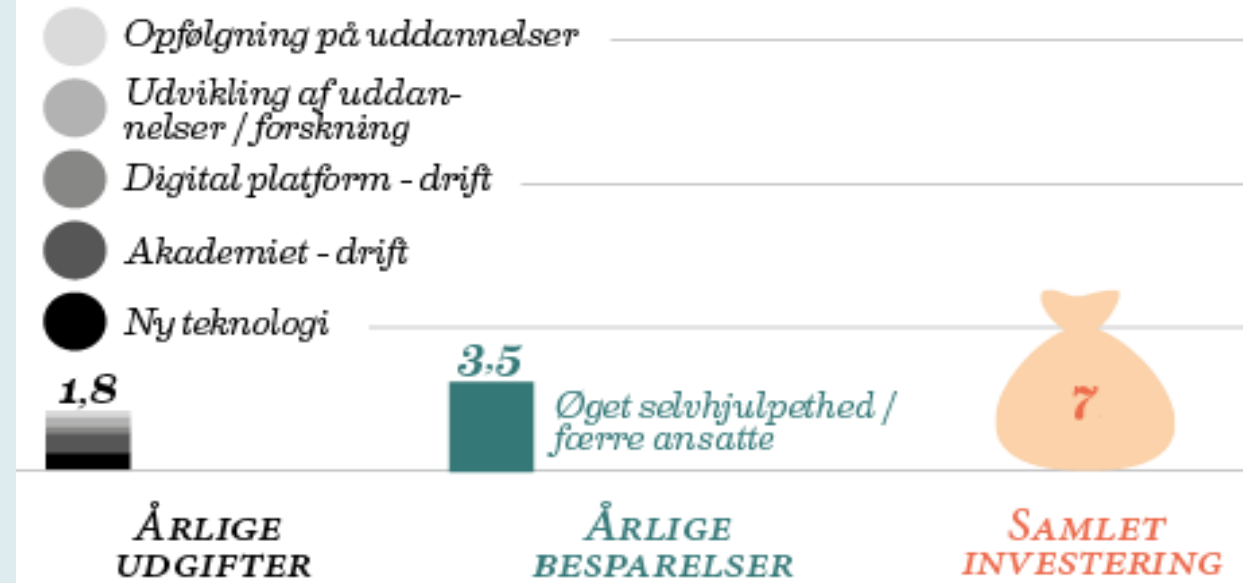 Opfølgning på uddannelser
Udvikling af uddan-
nelser / forskning
Digital platform - drift
Akademiet - drift
Ny teknologi
1,8
3,5
Øget selvhjulpethed /
færre ansatte
7
ÅRLIGE
UDGIFTER
ÅRLIGE
BESPARELSER
SAMLET
INVESTERING